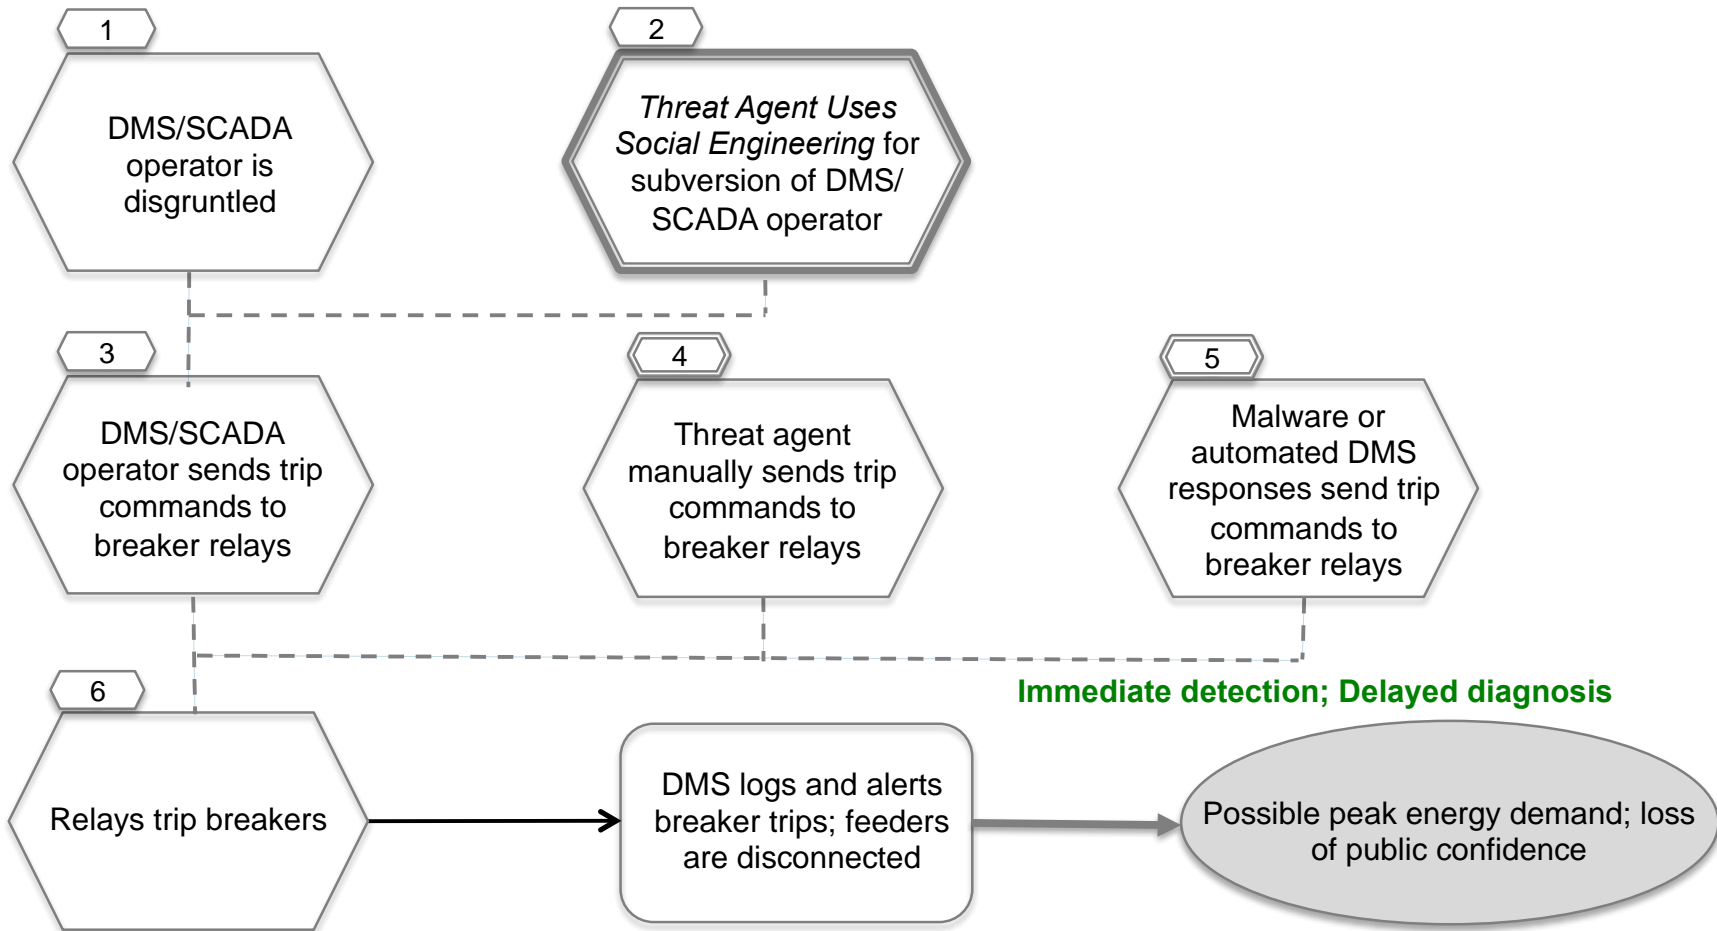 1
DMS/SCADA
operator is
disgruntled
2
Threat Agent Uses
Social Engineering for
subversion of DMS/
SCADA operator
3
DMS/SCADA
operator sends trip
commands to
breaker relays
4
Threat agent
manually sends trip
commands to
breaker relays
5
Malware or
automated DMS
responses send trip
commands to
breaker relays
6
Relays trip breakers
DMS logs and alerts
breaker trips; feeders
are disconnected
Immediate detection; Delayed diagnosis
Possible peak energy demand; loss
of public confidence